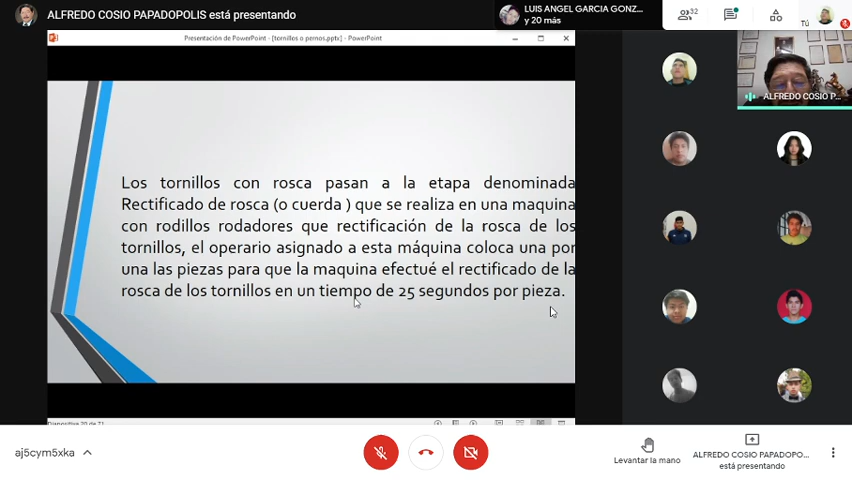 ALFREDO COSIO PAPADOPOLIS está presentando
LUIS ANGEL GARCIA GONZ...
y 20 más
32
Tú
Presentación de PowerPoint - [tornillos o pernos.pptx] - PowerPoint
ALFREDO COSIO P...
Los tornillos con rosca pasan a la etapa denominada
Rectificado de rosca (o cuerda ) que se realiza en una maquina
con rodillos rodadores que rectificación de la rosca de los
tornillos, el operario asignado a esta máquina coloca una por
una las piezas para que la maquina efectué el rectificado de la
rosca de los tornillos en un tiempo de 25 segundos por pieza.
Diapositiva 20 de 71
aj5cym5xka
Levantar la mano
ALFREDO COSIO PAPADOPO...
está presentando